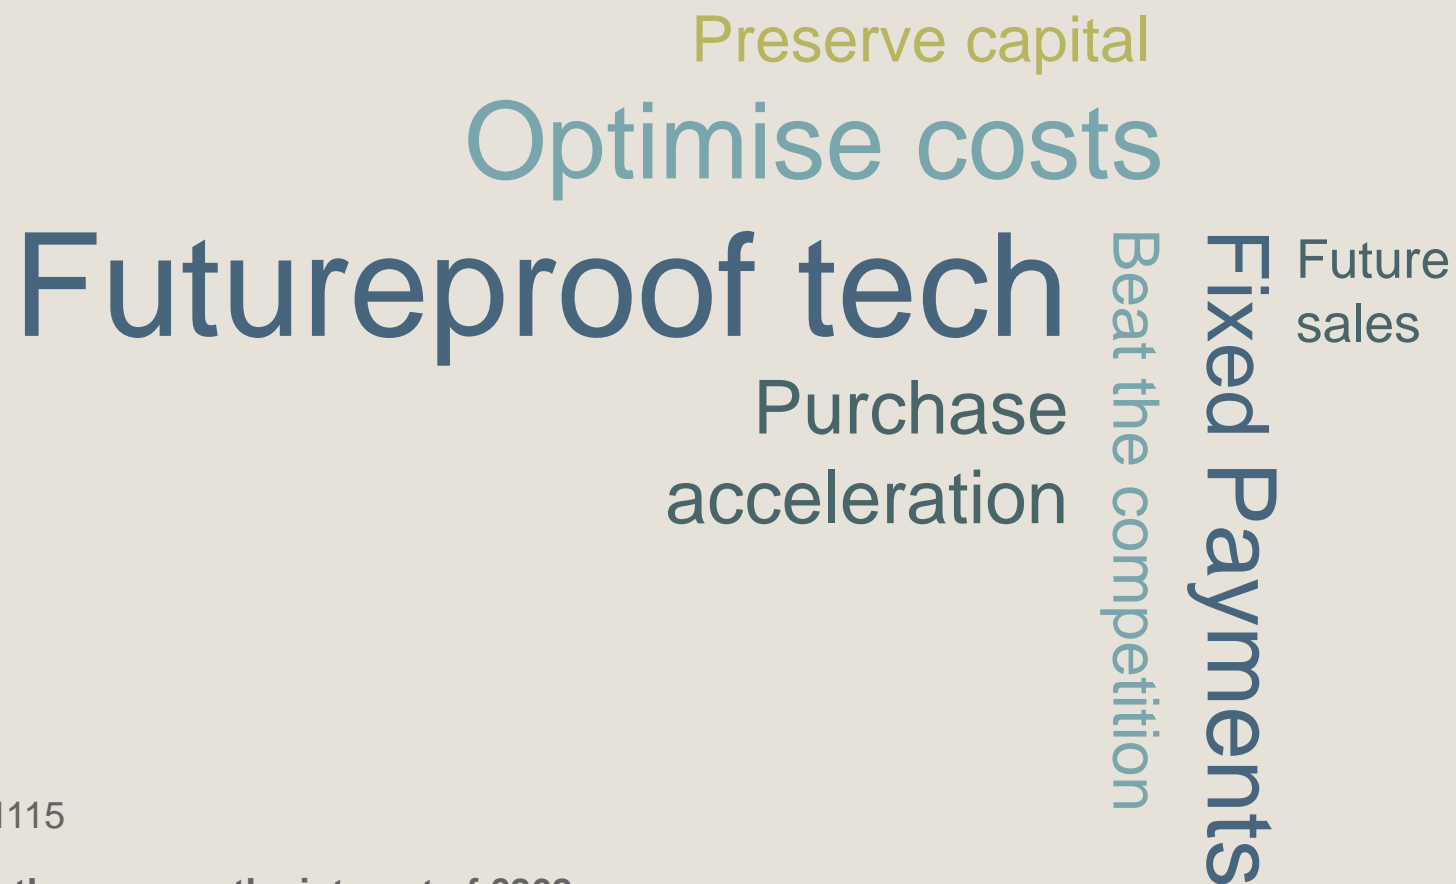 Preserve capital
Optimise costs
Futureproof tech
Beat the competition
Fixed Payments
Future
sales
Purchase
acceleration
115